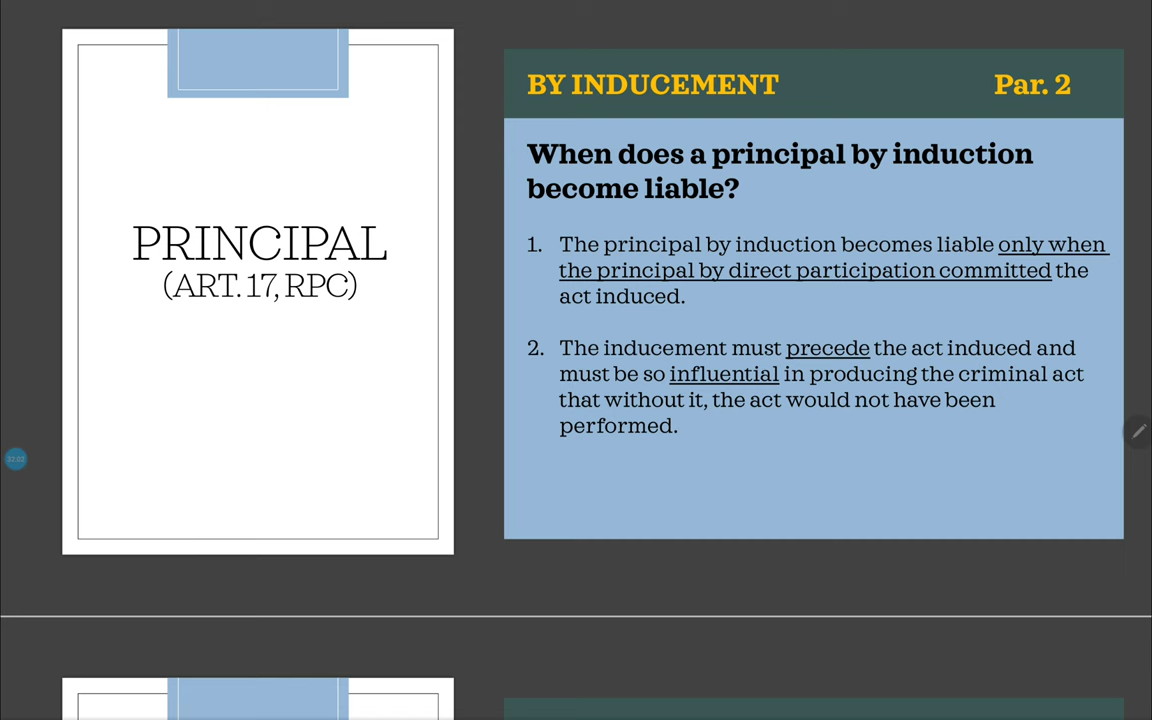 PRINCIPAL
(ART. 17, RPC)
BY INDUCEMENT Par. 2
When does a principal by induction
become liable?
1. The principal by induction becomes liable only when
the principal by direct participation committed the
act induced.
2. The inducement must precede the act induced and
must be so influential in producing the criminal act
that without it, the act would not have been
performed.
32:02